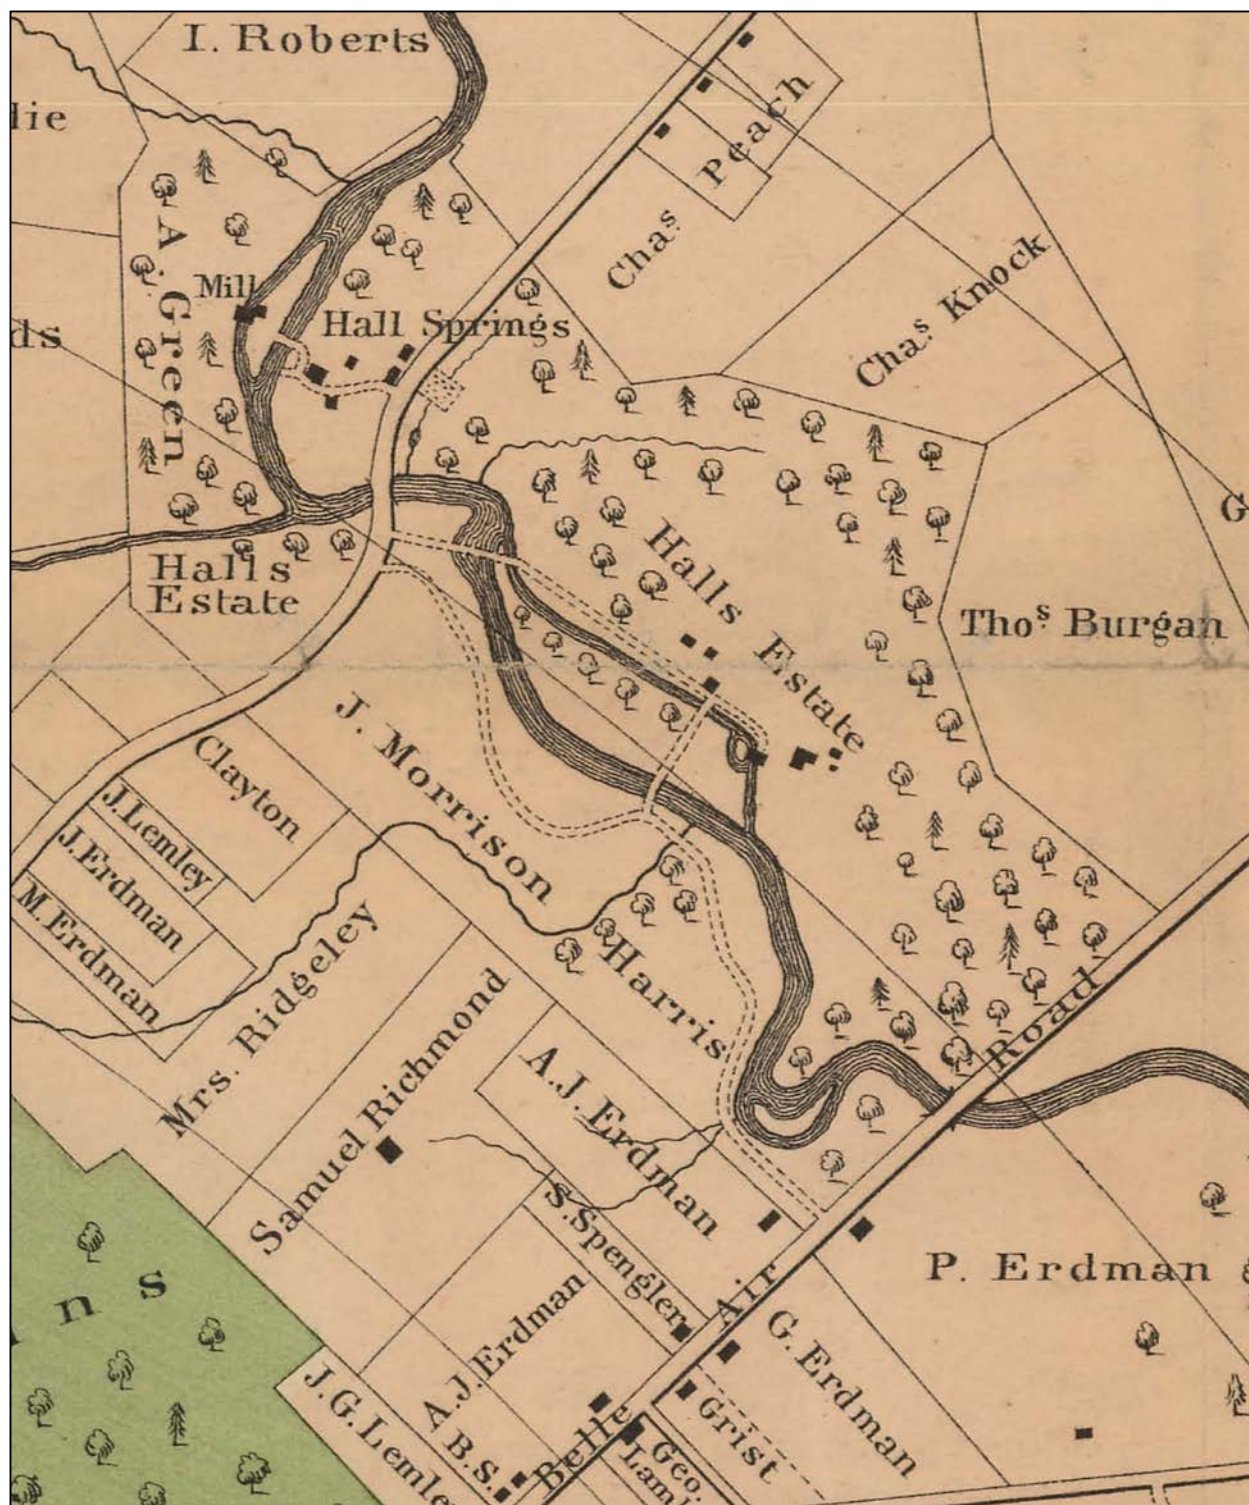 I. Roberts
lie
Peach
Chas
A. Green
Mill
Hall Springs
Chas Knock
ds
G
Halls
Estate
Halls Estate
Thos. Burgan
J. Morrison
Clayton
J. Lemley
J. Erdman
M. Erdman
Mrs. Ridgeley
Harris
Samuel Richmond
A. J. Erdman
Road
S. Spengler
P. Erdman &
ns
Belle Air
G. Erdman
A. J. Erdman
J. G. Lemley
B. S.
Grist
Geo.
Lamb